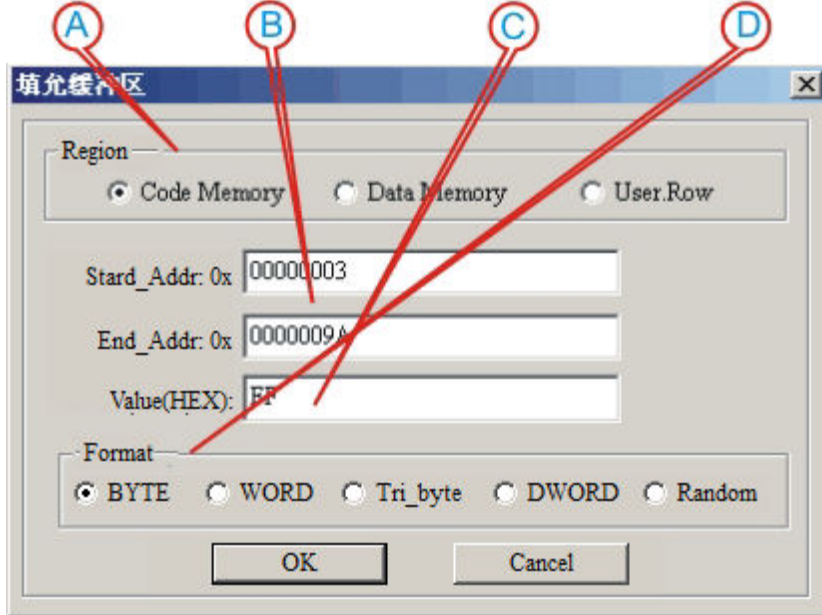 A B C D
填允缓冲区
Region
Code Memory Data Memory User.Row
Stard_Addr: 0x 00000003
End_Addr: 0x 0000009A
Value(HEX): FF
Format
BYTE WORD Tri_byte DWORD Random
OK Cancel